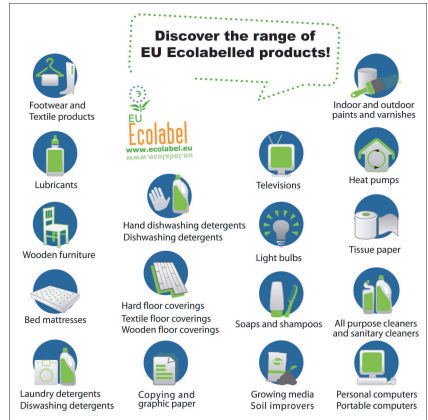 Discover the range of
EU Ecolabelled products!
EU
Ecolabel
www.ecolabel.eu
Footwear and
Textile products
Indoor and outdoor
paints and varnishes
Lubricants
Hand dishwashing detergents
Dishwashing detergents
Televisions
Heat pumps
Wooden furniture
Light bulbs
Tissue paper
Bed mattresses
Hard floor coverings
Textile floor coverings
Wooden floor coverings
Soaps and shampoos
All purpose cleaners
and sanitary cleaners
Laundry detergents
Diswashing detergents
Copying and
graphic paper
Growing media
Soil improvers
Personal computers
Portable computers